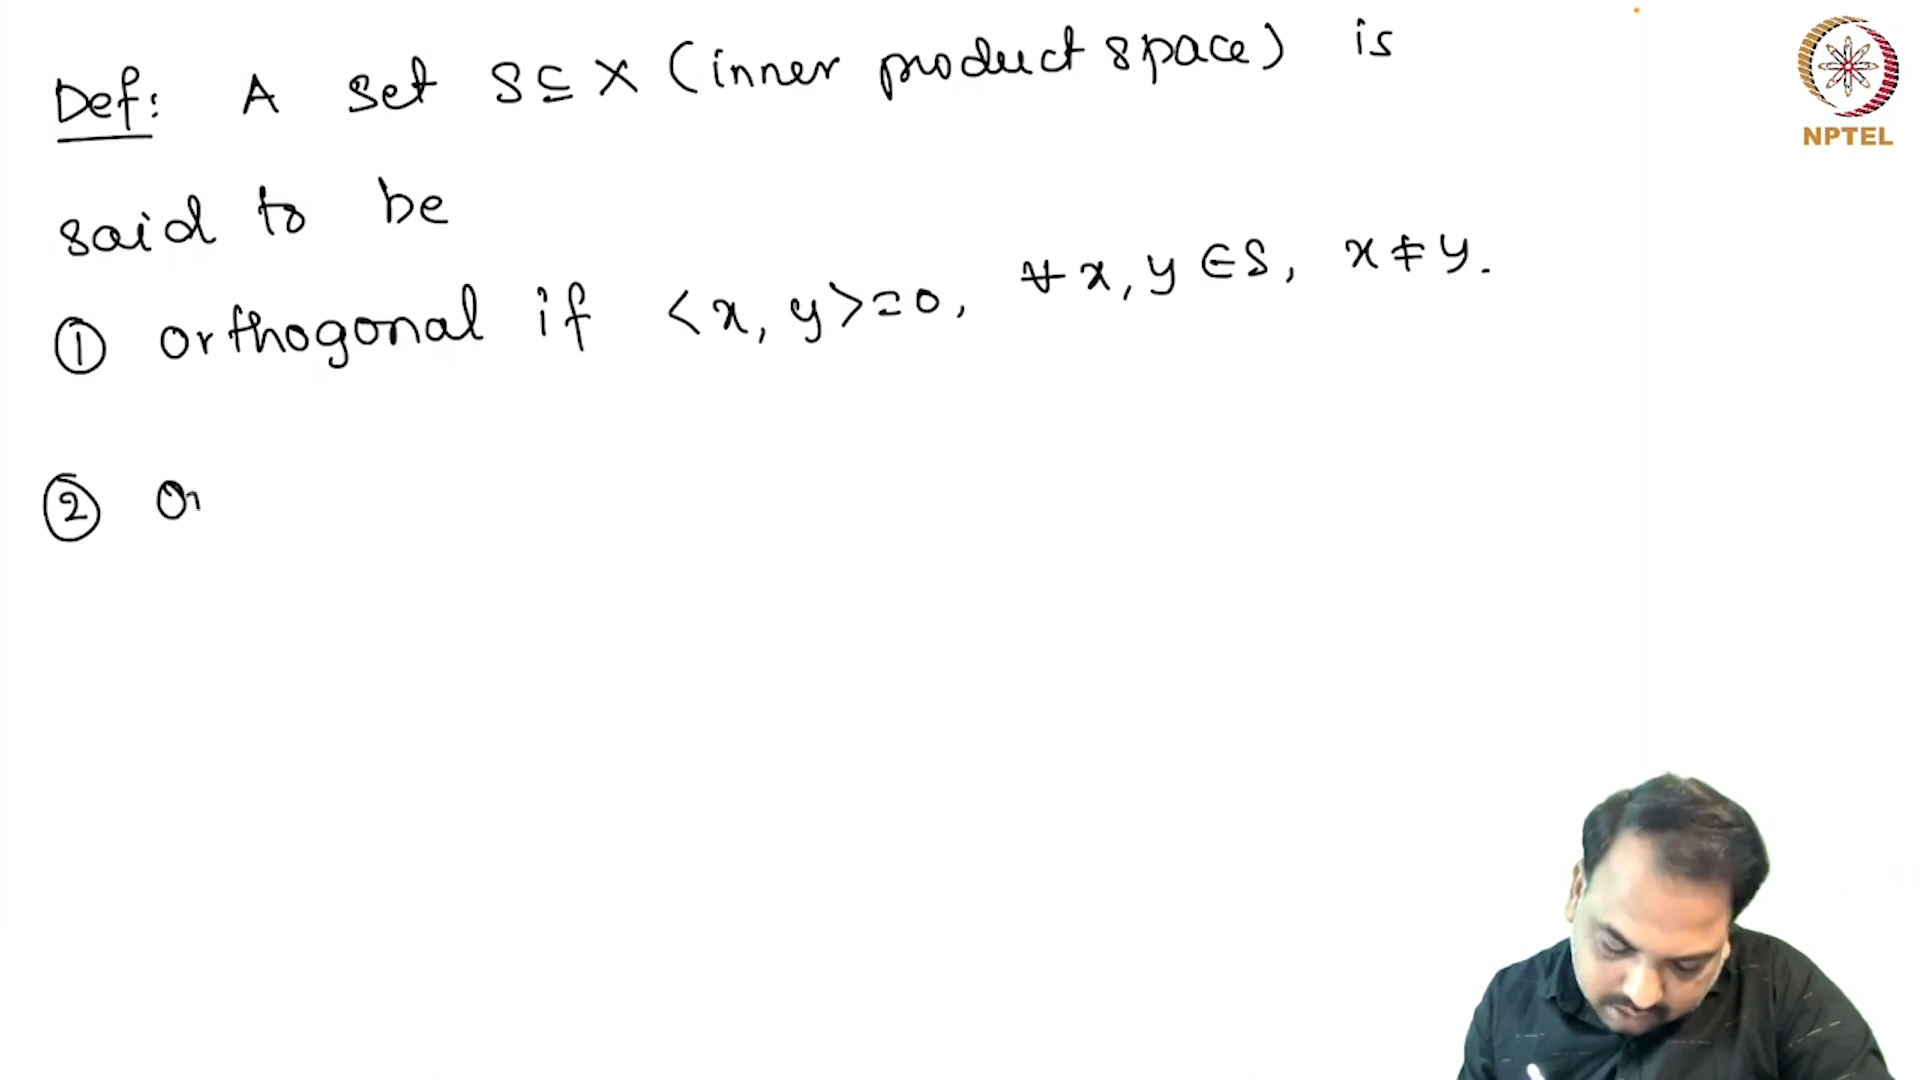 Def: A set S ⊆ X (inner product space) is
said to be
① orthogonal if <x, y> = 0, ∀ x, y ∈ S, x ≠ y.
② Or
NPTEL